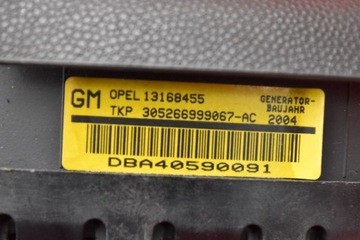 GM OPEL 13168455 GENERATOR-
BAUJAHR
TKP 305266999067-AC 2004
DBA40590091